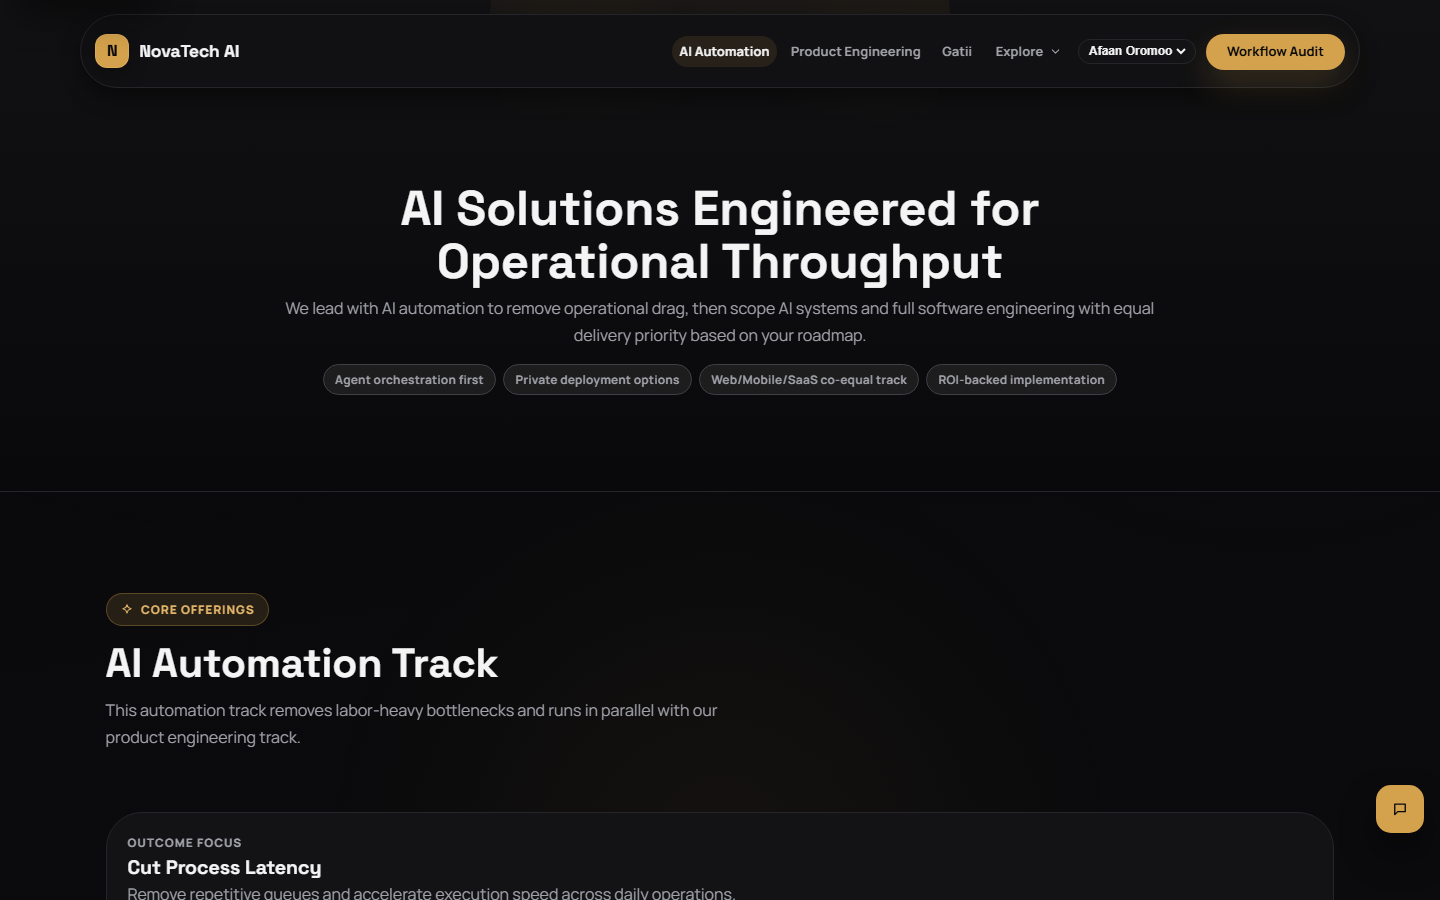 N
NovaTech AI
AI Automation
Product Engineering
Gatii
Explore
Afaan Oromoo
Workflow Audit
AI Solutions Engineered for
Operational Throughput
We lead with AI automation to remove operational drag, then scope AI systems and full software engineering with equal
delivery priority based on your roadmap.
Agent orchestration first
Private deployment options
Web/Mobile/SaaS co-equal track
ROI-backed implementation
CORE OFFERINGS
AI Automation Track
This automation track removes labor-heavy bottlenecks and runs in parallel with our
product engineering track.
OUTCOME FOCUS
Cut Process Latency
Remove repetitive queues and accelerate execution speed across daily operations.